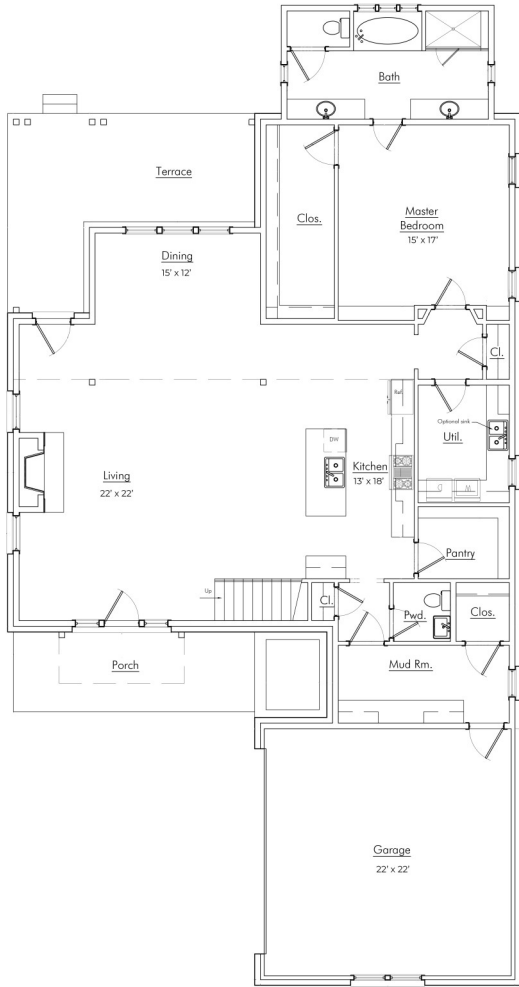 Bath
Terrace
Clos.
Master
Bedroom
15' x 17'
Dining
15' x 12'
Cl.
Ref.
Optional sink
Util.
DW
Living
22' x 22'
Kitchen
13' x 18'
Pantry
Up
Cl.
Pwd.
Clos.
Porch
Mud Rm.
Garage
22' x 22'